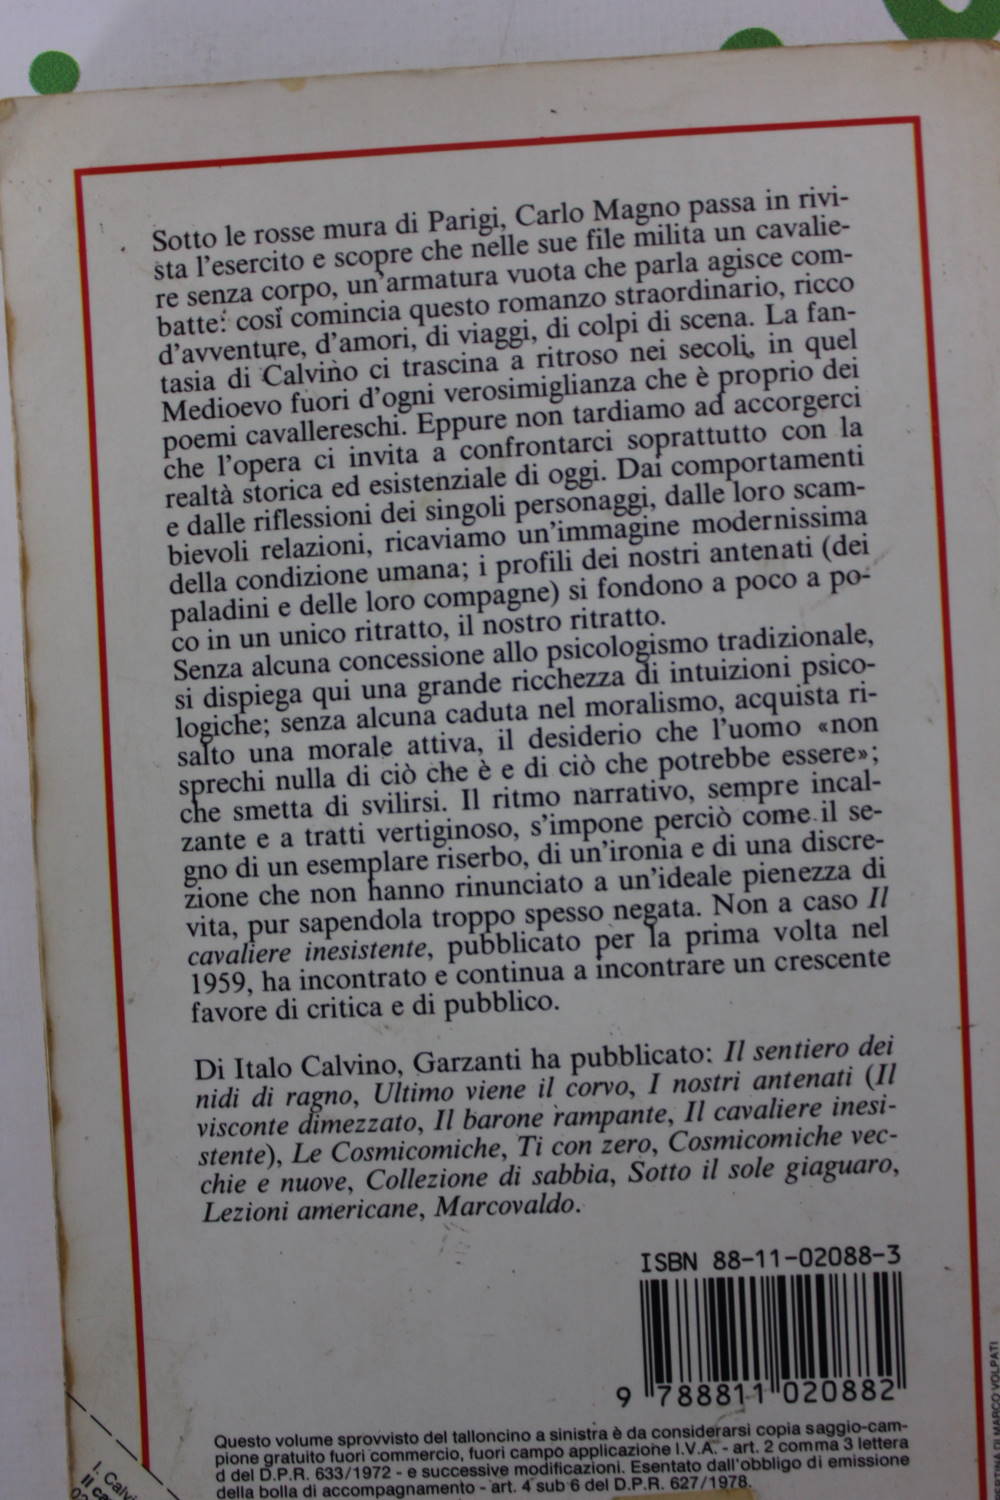 Sotto le rosse mura di Parigi, Carlo Magno passa in rivi-
sta l'esercito e scopre che nelle sue file milita un cavalie-
re senza corpo, un'armatura vuota che parla agisce com-
batte: così comincia questo romanzo straordinario, ricco
d'avventure, d'amori, di viaggi, di colpi di scena. La fan-
tasia di Calvino ci trascina a ritroso nei secoli, in quel
Medioevo fuori d'ogni verosimiglianza che è proprio dei
poemi cavallereschi. Eppure non tardiamo ad accorgerci
che l'opera ci invita a confrontarci soprattutto con la
realtà storica ed esistenziale di oggi. Dai comportamenti
e dalle riflessioni dei singoli personaggi, dalle loro scam-
bievoli relazioni, ricaviamo un'immagine modernissima
della condizione umana; i profili dei nostri antenati (dei
paladini e delle loro compagne) si fondono a poco a po-
co in un unico ritratto, il nostro ritratto.
Senza alcuna concessione allo psicologismo tradizionale,
si dispiega qui una grande ricchezza di intuizioni psico-
logiche; senza alcuna caduta nel moralismo, acquista ri-
salto una morale attiva, il desiderio che l'uomo «non
sprechi nulla di ciò che è e di ciò che potrebbe essere»;
che smetta di svilirsi. Il ritmo narrativo, sempre incal-
zante e a tratti vertiginoso, s'impone perciò come il se-
gno di un esemplare riserbo, di un'ironia e di una discre-
zione che non hanno rinunciato a un'ideale pienezza di
vita, pur sapendola troppo spesso negata. Non a caso Il
cavaliere inesistente, pubblicato per la prima volta nel
1959, ha incontrato e continua a incontrare un crescente
favore di critica e di pubblico.
Di Italo Calvino, Garzanti ha pubblicato: Il sentiero dei
nidi di ragno, Ultimo viene il corvo, I nostri antenati (Il
visconte dimezzato, Il barone rampante, Il cavaliere inesi-
stente), Le Cosmicomiche, Ti con zero, Cosmicomiche vec-
chie e nuove, Collezione di sabbia, Sotto il sole giaguaro,
Lezioni americane, Marcovaldo.
ISBN 88-11-02088-3
9 788811 020882
Questo volume sprovvisto del talloncino a sinistra è da considerarsi copia saggio-cam-
pione gratuito fuori commercio, fuori campo applicazione I.V.A. - art. 2 comma 3 lettera
d del D.P.R. 633/1972 - e successive modificazioni. Esentato dall'obbligo di emissione
della bolla di accompagnamento - art. 4 sub 6 del D.P.R. 627/1978.
I. Calvi
Il ca
02
DI MARCO VOLPATI